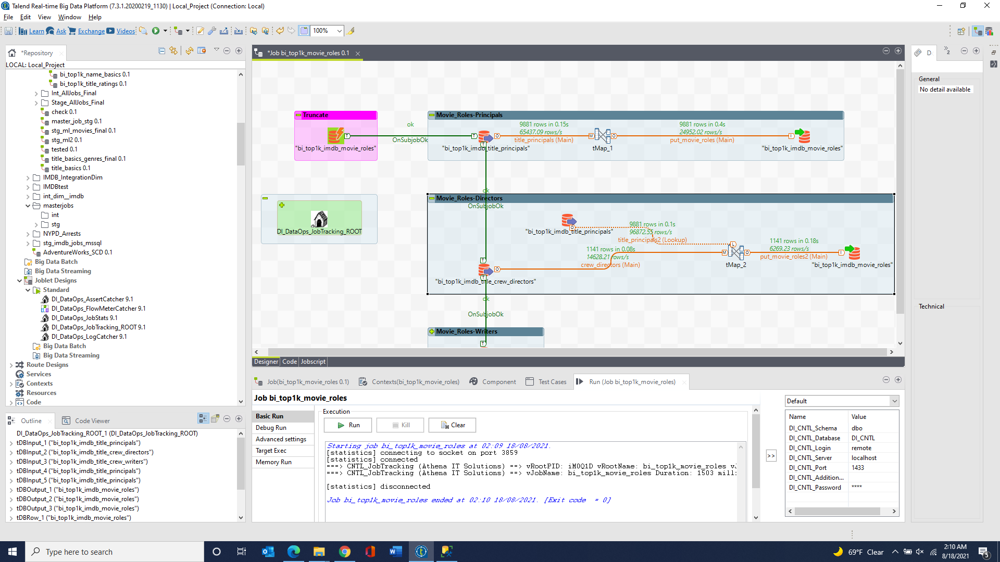 Talend Real-time Big Data Platform (7.3.1.20200219_1130) | Local_Project (Connection: Local)
File Edit View Window Help
Learn Ask Exchange Videos 100%
*Repository
LOCAL: Local_Project
bi_top1k_name_basics 0.1
bi_top1k_title_ratings 0.1
Int_AllJobs_Final
Stage_AllJobs_Final
check 0.1
master_job_stg 0.1
stg_ml_movies_final 0.1
stg_ml2 0.1
tested 0.1
title_basics_genres_final 0.1
title_basics 0.1
IMDB_IntegrationDim
IMDBtest
int_dim__imdb
masterjobs
int
stg
NYPD_Arrests
stg_imdb_jobs_mssql
AdventureWorks_SCD 0.1
Big Data Batch
Big Data Streaming
Joblet Designs
Standard
DI_DataOps_AssertCatcher 9.1
DI_DataOps_FlowMeterCatcher 9.1
DI_DataOps_JobStats 9.1
DI_DataOps_JobTracking_ROOT 9.1
DI_DataOps_LogCatcher 9.1
Big Data Batch
Big Data Streaming
Route Designs
Services
Contexts
Resources
Code
Outline Code Viewer
DI_DataOps_JobTracking_ROOT_1 (DI_DataOps_JobTracking_ROOT)
tDBInput_1 ("bi_top1k_imdb_title_principals")
tDBInput_2 ("bi_top1k_imdb_title_crew_directors")
tDBInput_3 ("bi_top1k_imdb_title_crew_writers")
tDBInput_4 ("bi_top1k_imdb_title_principals")
tDBInput_5 ("bi_top1k_imdb_title_principals")
tDBOutput_1 ("bi_top1k_imdb_movie_roles")
tDBOutput_2 ("bi_top1k_imdb_movie_roles")
tDBOutput_3 ("bi_top1k_imdb_movie_roles")
tDBRow_1 ("bi_top1k_imdb_movie_roles")
*Job bi_top1k_movie_roles 0.1
Truncate
"bi_top1k_imdb_movie_roles"
ok
OnSubjobOk
Movie_Roles-Principals
9881 rows in 0.15s
65437.09 rows/s
title_principals (Main)
9881 rows in 0.4s
24952.02 rows/s
put_movie_roles (Main)
"bi_top1k_imdb_title_principals"
tMap_1
"bi_top1k_imdb_movie_roles"
ok
DI_DataOps_JobTracking_ROOT
Movie_Roles-Directors
OnSubjobOk
"bi_top1k_imdb_title_principals"
9881 rows in 0.1s
96872.55 rows/s
title_principals2 (Lookup)
1141 rows in 0.08s
14628.21 rows/s
crew_directors (Main)
1141 rows in 0.18s
6269.23 rows/s
put_movie_roles2 (Main)
tMap_2
"bi_top1k_imdb_movie_roles"
"bi_top1k_imdb_title_crew_directors"
ok
OnSubjobOk
Movie_Roles-Writers
Designer Code Jobscript
Job(bi_top1k_movie_roles 0.1) Contexts(bi_top1k_movie_roles) Component Test Cases Run (Job bi_top1k_movie_roles)
Job bi_top1k_movie_roles
Basic Run
Debug Run
Advanced settings
Target Exec
Memory Run
Execution
Run Kill Clear
Starting job bi_top1k_movie_roles at 02:09 18/08/2021.
[statistics] connecting to socket on port 3859
[statistics] connected
===> CNTL_JobTracking (Athena IT Solutions) ==> vRootPID: iM0Q1D vRootName: bi_top1k_movie_roles
===> CNTL_JobTracking (Athena IT Solutions) ==> vJobName: bi_top1k_movie_roles Duration: 1503 mill
[statistics] disconnected
Job bi_top1k_movie_roles ended at 02:10 18/08/2021. [Exit code = 0]
>>
Default
Name Value
DI_CNTL_Schema dbo
DI_CNTL_Database DI_CNTL
DI_CNTL_Login remote
DI_CNTL_Server localhost
DI_CNTL_Port 1433
DI_CNTL_Addition...
DI_CNTL_Password ****
D
2
General
No detail available
Technical
Type here to search
69°F Clear
2:10 AM
8/18/2021
5